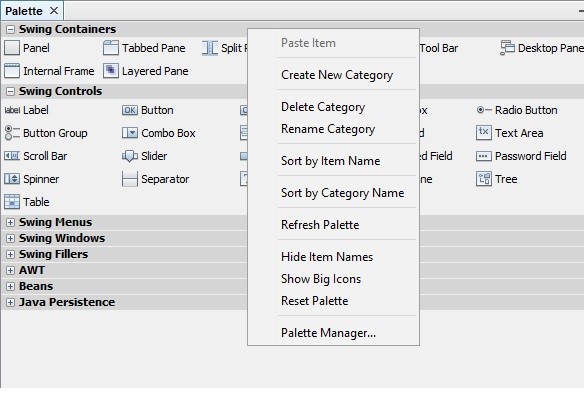 Palette
Swing Containers
Panel Tabbed Pane Split Tool Bar Desktop Pane
Internal Frame Layered Pane
Swing Controls
label Label OK Button Radio Button
Button Group Combo Box Text Area
Scroll Bar Slider Field Password Field
Spinner Separator Tree
Table
Swing Menus
Swing Windows
Swing Fillers
AWT
Beans
Java Persistence
Paste Item
Create New Category
Delete Category
Rename Category
Sort by Item Name
Sort by Category Name
Refresh Palette
Hide Item Names
Show Big Icons
Reset Palette
Palette Manager...